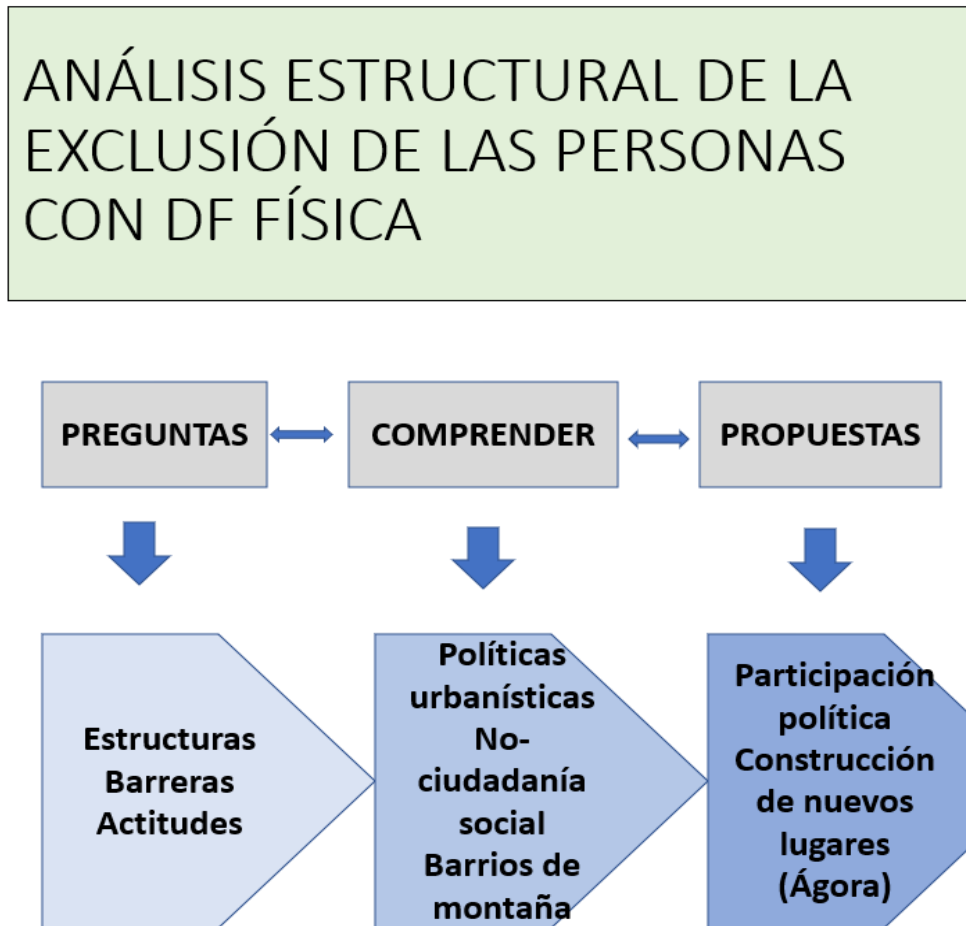 ANÁLISIS ESTRUCTURAL DE LA
EXCLUSIÓN DE LAS PERSONAS
CON DF FÍSICA
PREGUNTAS
COMPRENDER
PROPUESTAS
Estructuras
Barreras
Actitudes
Políticas
urbanísticas
No-
ciudadanía
social
Barrios de
montaña
Participación
política
Construcción
de nuevos
lugares
(Ágora)